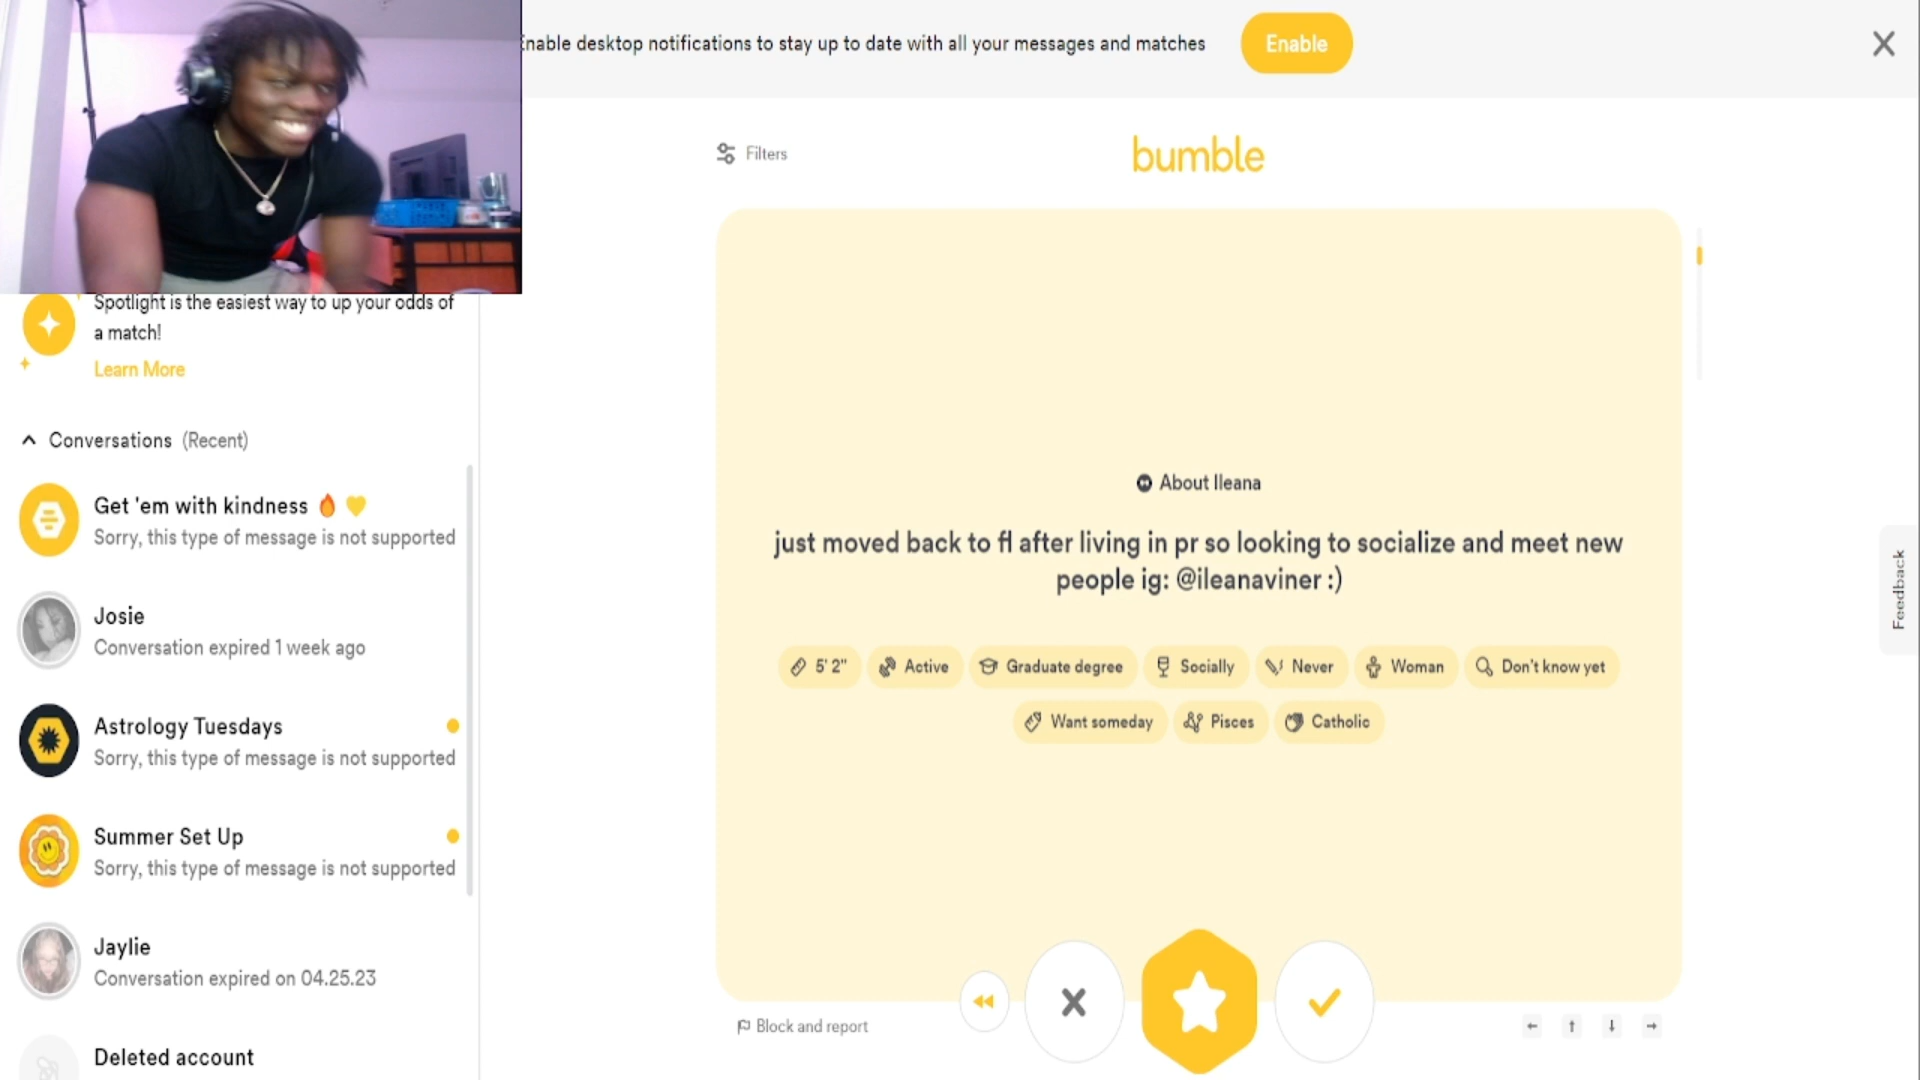 Enable desktop notifications to stay up to date with all your messages and matches
Enable
Filters
bumble
Spotlight is the easiest way to up your odds of
a match!
Learn More
Conversations (Recent)
Get 'em with kindness 🔥 💛
Sorry, this type of message is not supported
Josie
Conversation expired 1 week ago
Astrology Tuesdays
Sorry, this type of message is not supported
Summer Set Up
Sorry, this type of message is not supported
Jaylie
Conversation expired on 04.25.23
Deleted account
About Ileana
just moved back to fl after living in pr so looking to socialize and meet new
people ig: @ileanaviner :)
5' 2" Active Graduate degree Socially Never Woman Don't know yet
Want someday Pisces Catholic
Block and report
Feedback